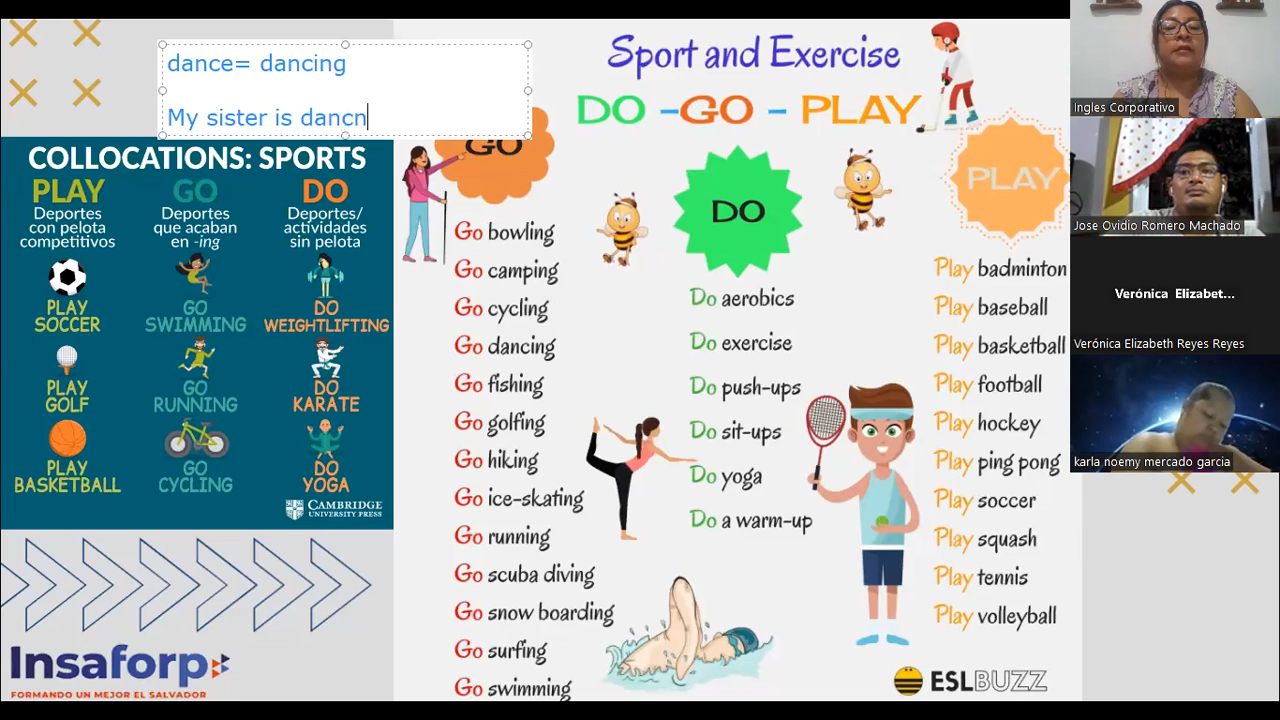 dance= dancing
My sister is dancn
COLLOCATIONS: SPORTS
PLAY
Deportes
con pelota
competitivos
GO
Deportes
que acaban
en -ing
DO
Deportes/
actividades
sin pelota
PLAY
SOCCER
GO
SWIMMING
DO
WEIGHTLIFTING
PLAY
GOLF
GO
RUNNING
DO
KARATE
PLAY
BASKETBALL
GO
CYCLING
DO
YOGA
CAMBRIDGE
UNIVERSITY PRESS
Insaforp
FORMANDO UN MEJOR EL SALVADOR
Sport and Exercise
DO - GO - PLAY
GO
Go bowling
Go camping
Go cycling
Go dancing
Go fishing
Go golfing
Go hiking
Go ice-skating
Go running
Go scuba diving
Go snow boarding
Go surfing
Go swimming
DO
Do aerobics
Do exercise
Do push-ups
Do sit-ups
Do yoga
Do a warm-up
PLAY
Play badminton
Play baseball
Play basketball
Play football
Play hockey
Play ping pong
Play soccer
Play squash
Play tennis
Play volleyball
ESLBUZZ
Ingles Corporativo
Jose Ovidio Romero Machado
Verónica Elizabet...
Verónica Elizabeth Reyes Reyes
karla noemy mercado garcia